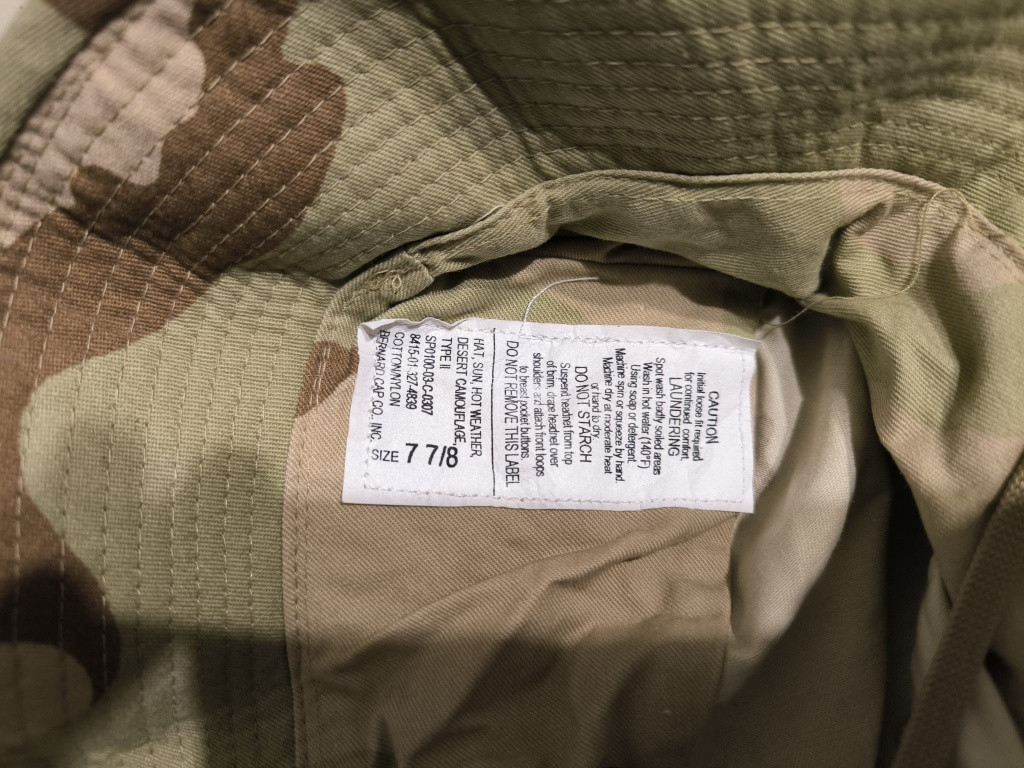 HAT, SUN, HOT WEATHER
DESERT CAMOUFLAGE
TYPE II
SP0100-03-C-0307
8415-01-327-4839
COTTON/NYLON
BERNARD CAP CO., INC.
SIZE 7 7/8
DO NOT REMOVE THIS LABEL
CAUTION
Initial loose fit required
for continued comfort.
LAUNDERING
Spot wash badly soiled areas
Wash in hot water (140°F)
Using soap or detergent.
Machine spin or squeeze by hand.
Machine dry at moderate heat
or hand to dry.
DO NOT STARCH
Suspend headnet from top
of brim, drape headnet over
shoulders and attach front loops
to breast pocket buttons.